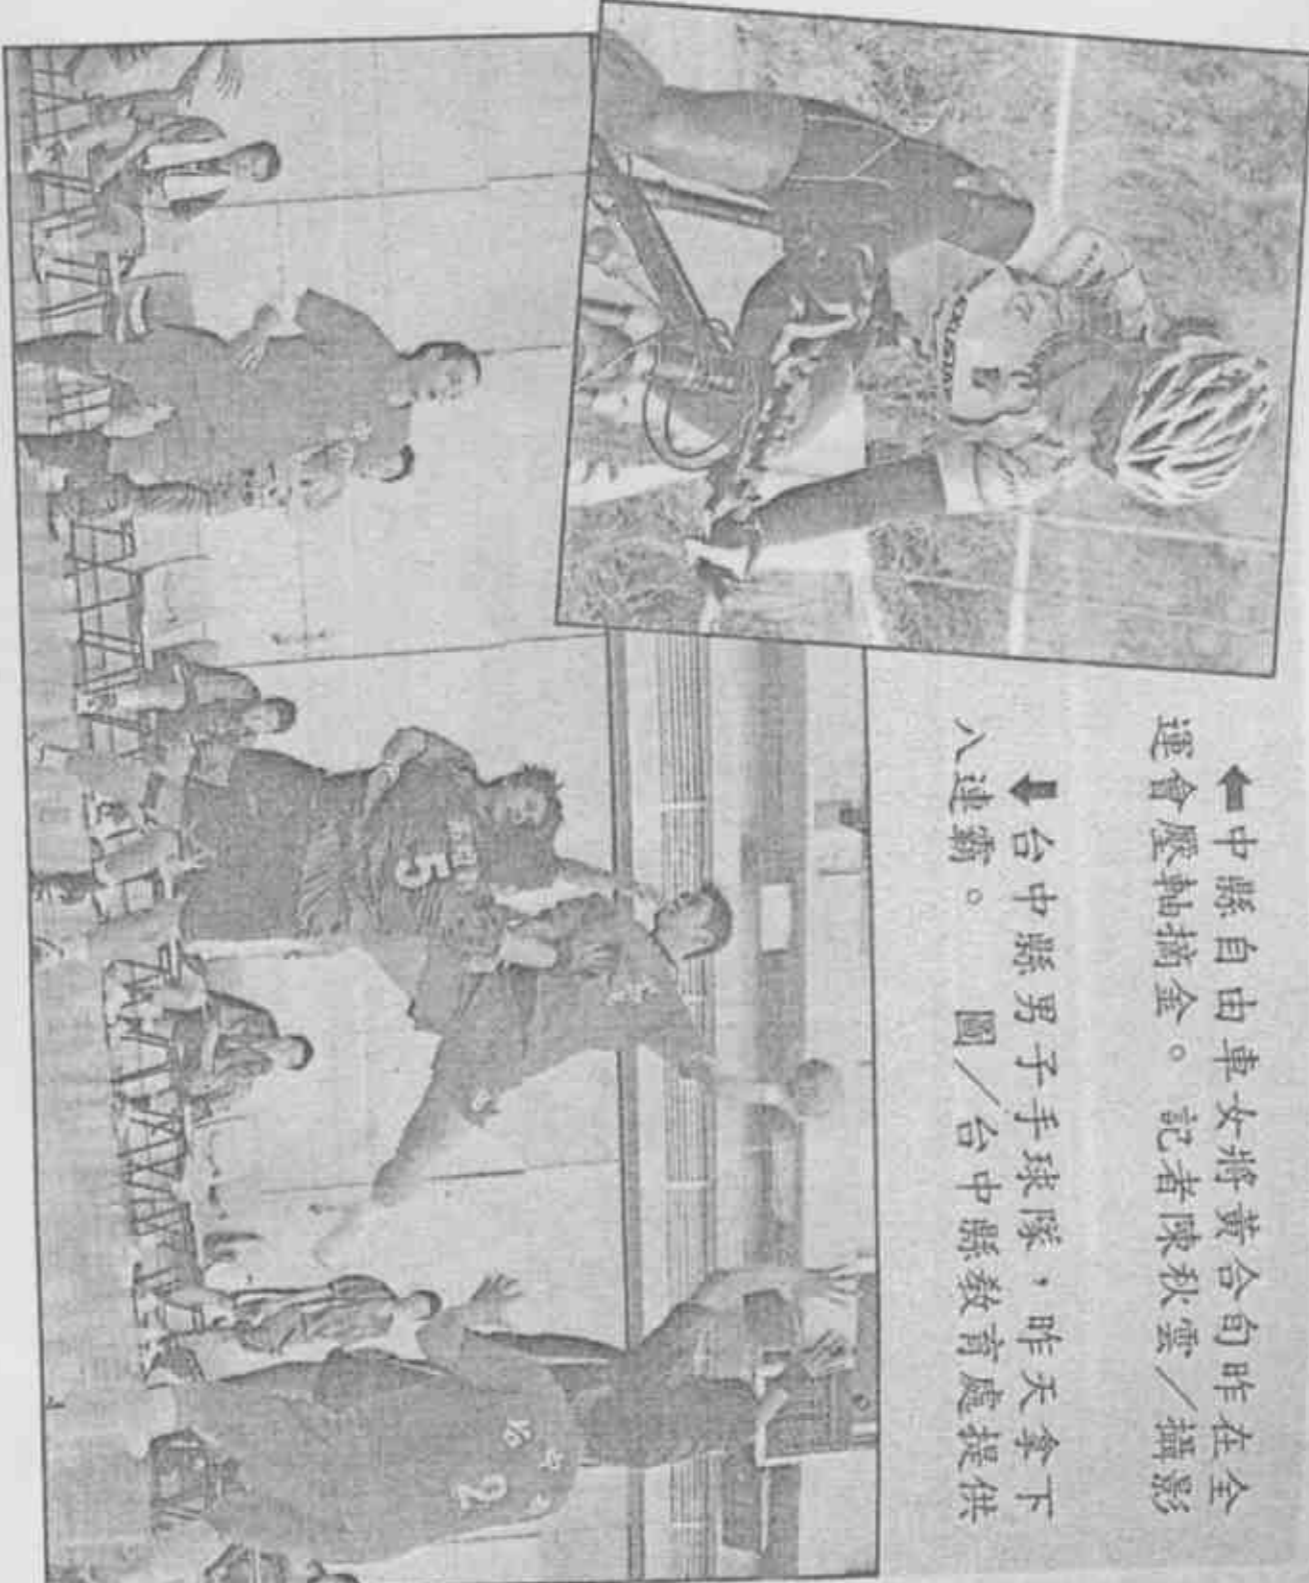 ←中縣自由車女將黃合旬昨在全
運會壓軸摘金。 記者陳秋雲／攝影
⬇台中縣男子手球隊，昨天拿下
八連霸。 圖／台中縣教育處提供
5
2